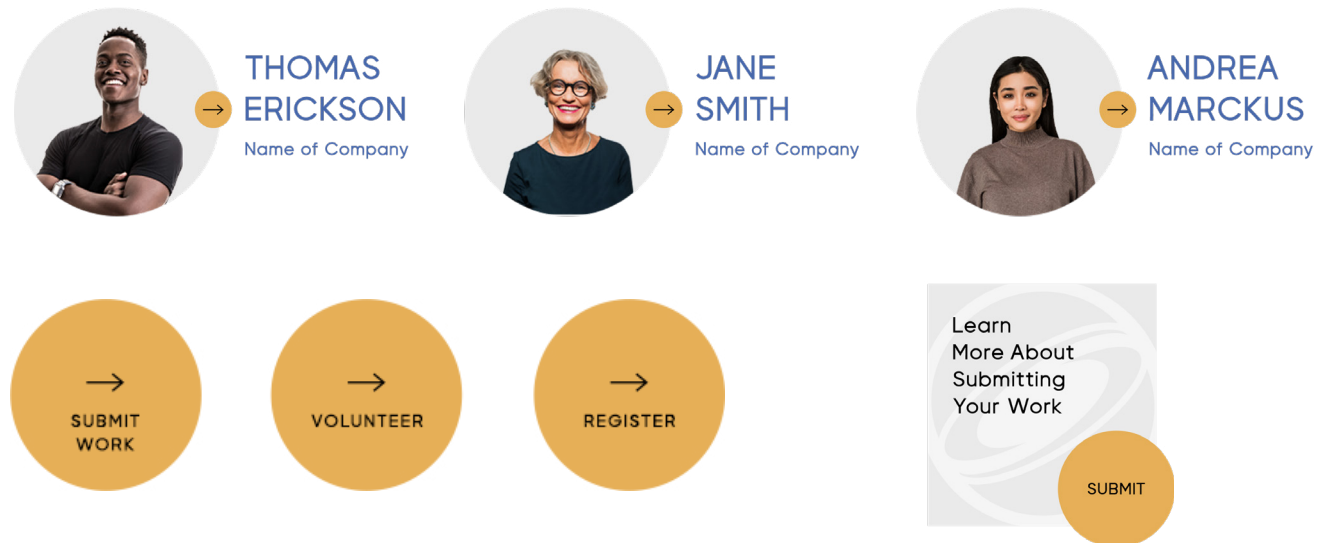 THOMAS
ERICKSON
Name of Company
JANE
SMITH
Name of Company
ANDREA
MARCKUS
Name of Company
SUBMIT
WORK
VOLUNTEER
REGISTER
Learn
More About
Submitting
Your Work
SUBMIT